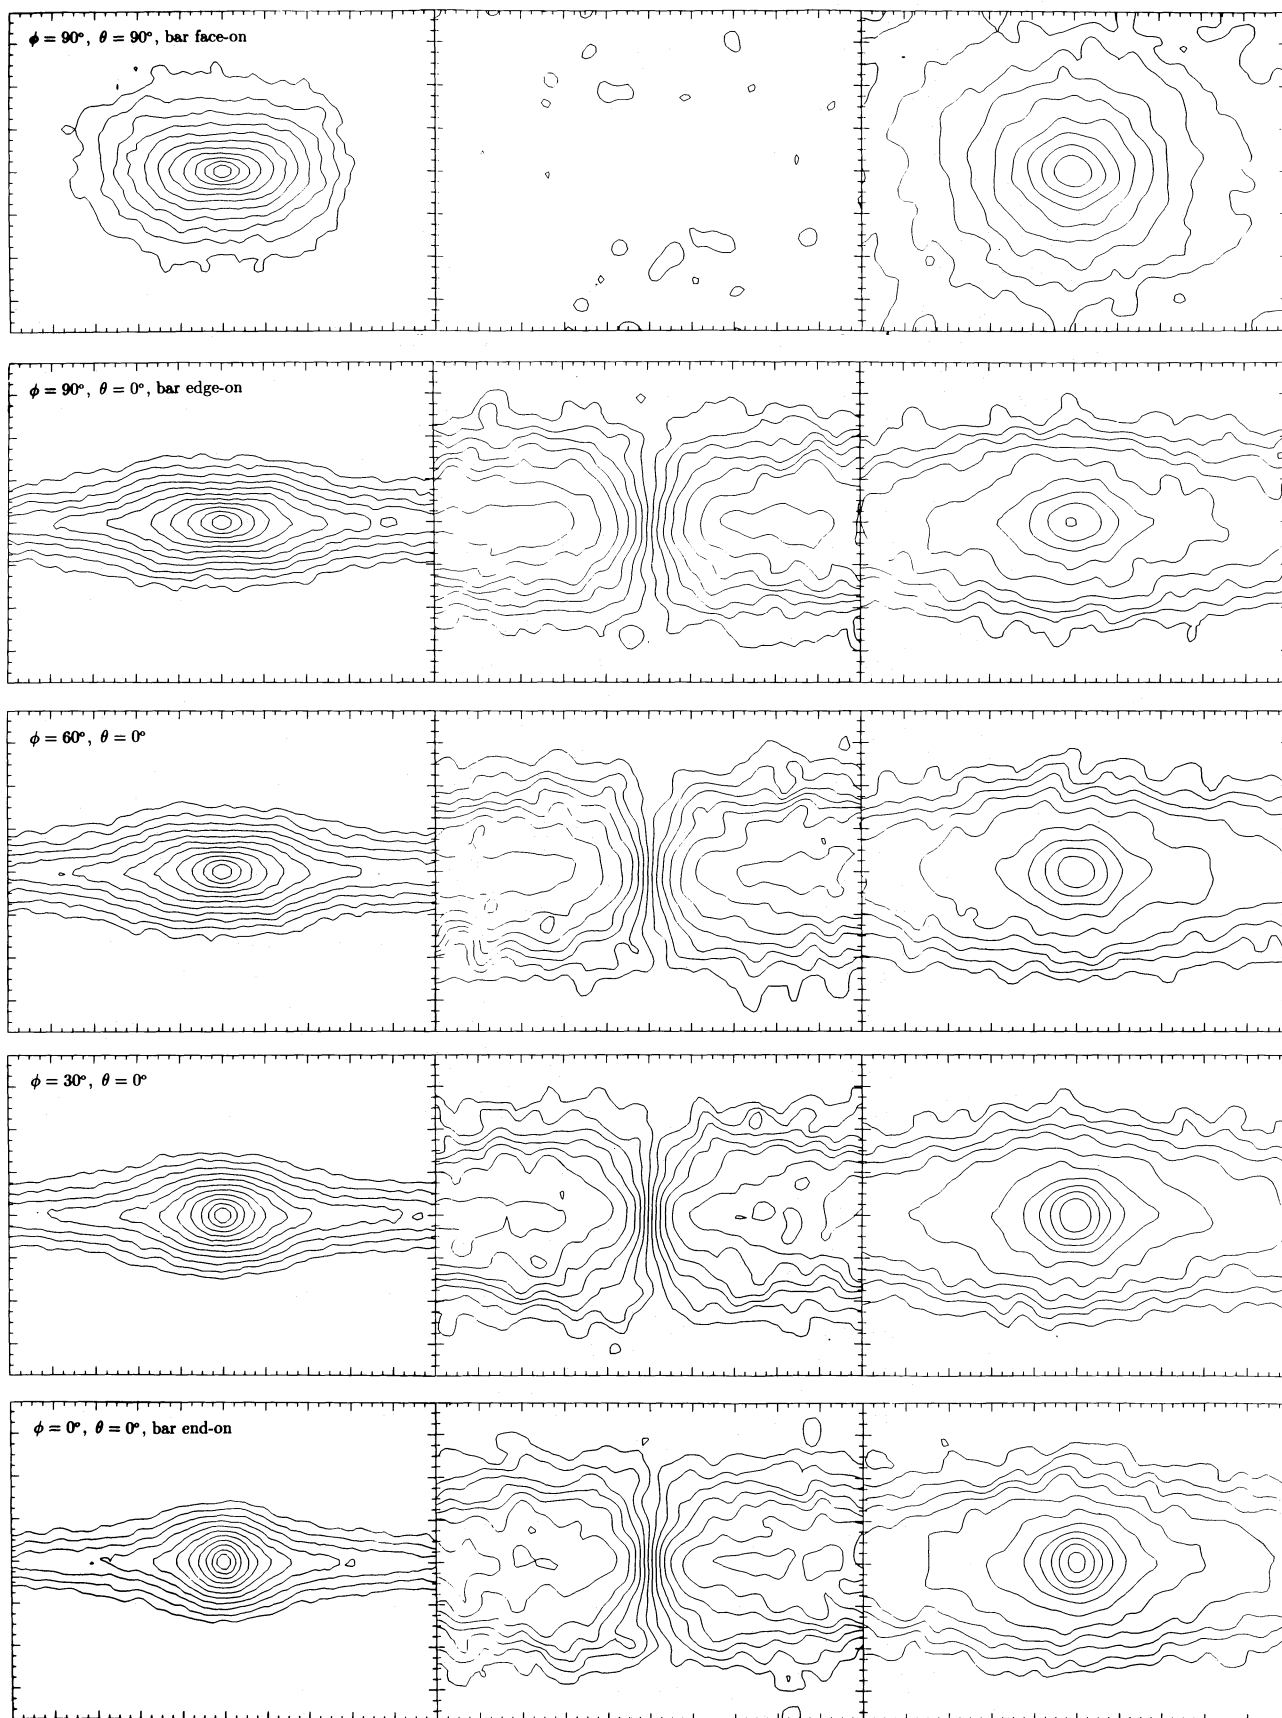 ϕ = 90°, θ = 90°, bar face-on
ϕ = 90°, θ = 0°, bar edge-on
ϕ = 60°, θ = 0°
ϕ = 30°, θ = 0°
ϕ = 0°, θ = 0°, bar end-on